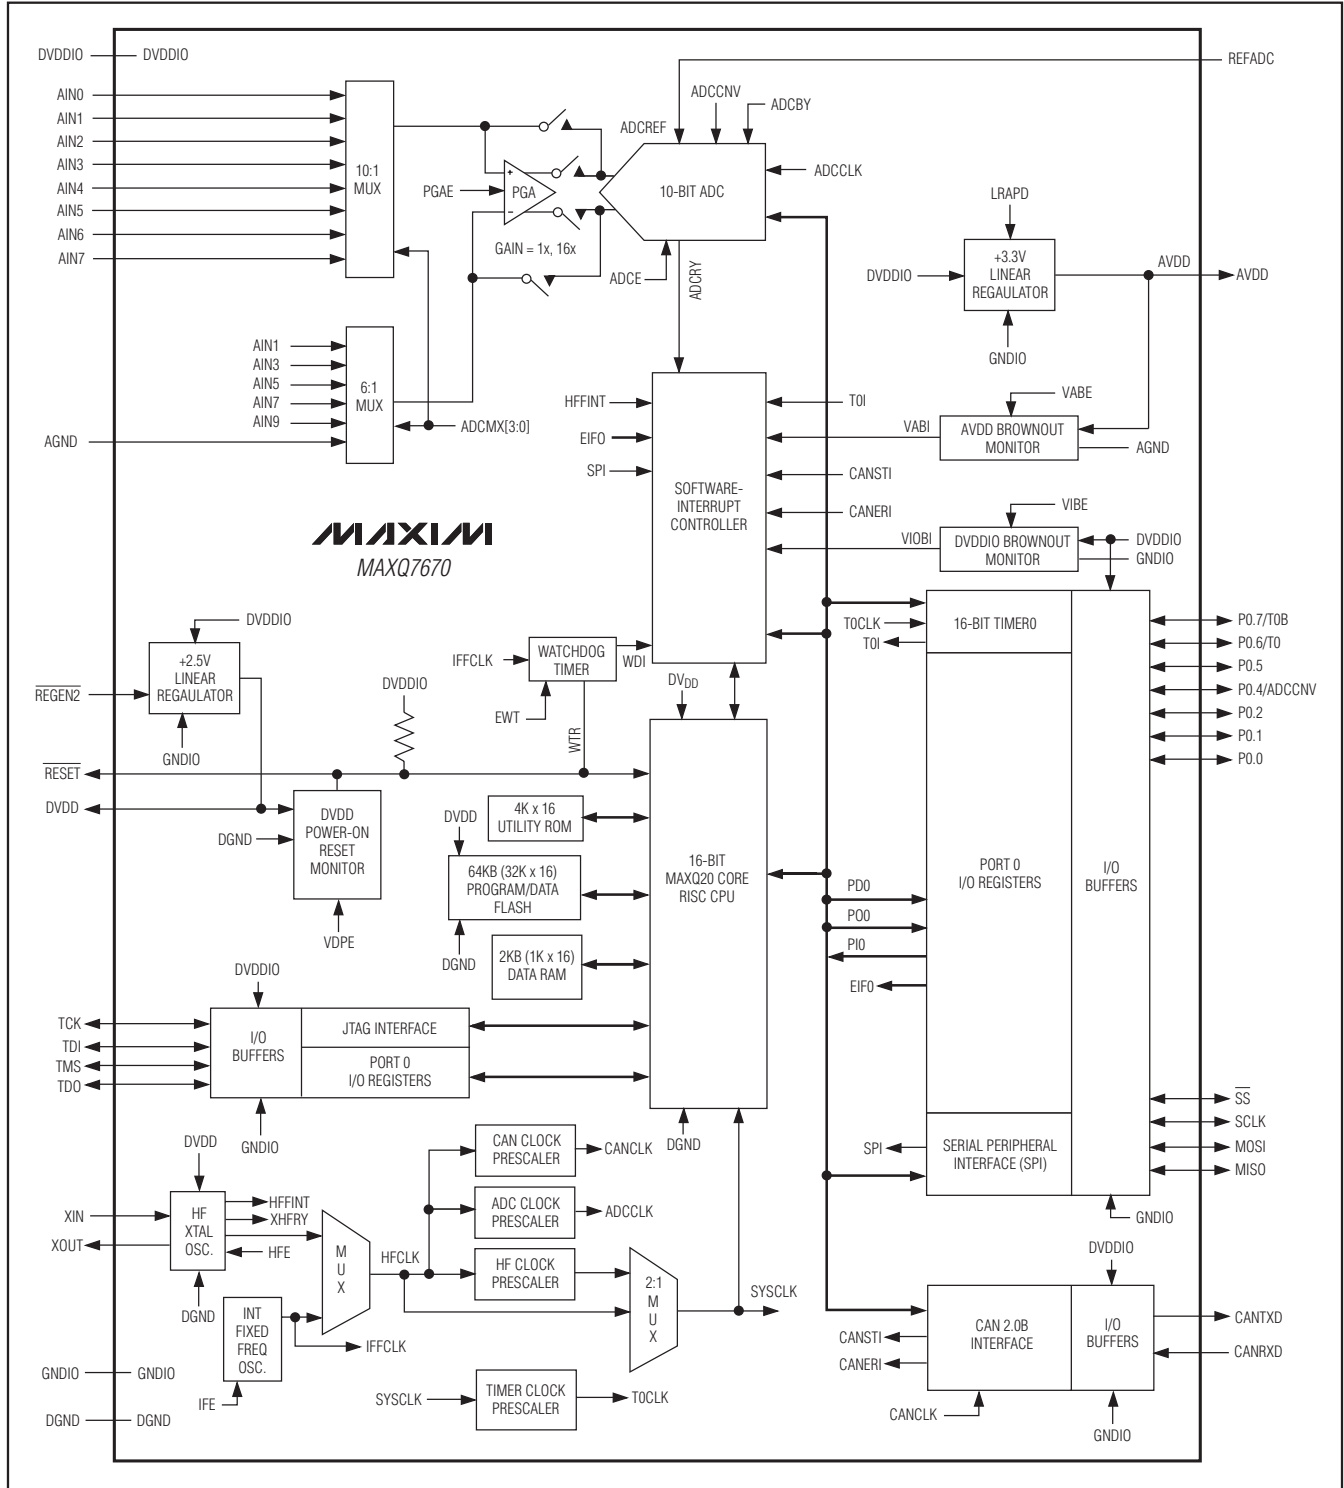 DVDDIO
DVDDIO
REFADC
AIN0
AIN1
AIN2
AIN3
AIN4
AIN5
AIN6
AIN7
10:1
MUX
PGAE
PGA
+
−
GAIN = 1x, 16x
ADCREF
ADCCNV
ADCBY
ADCCLK
10-BIT ADC
ADCE
ADCRY
LRAPD
DVDDIO
+3.3V
LINEAR
REGAULATOR
GNDIO
AVDD
AVDD
AIN1
AIN3
AIN5
AIN7
AIN9
AGND
6:1
MUX
ADCMX[3:0]
HFFINT
EIFO
SPI
SOFTWARE-
INTERRUPT
CONTROLLER
T0I
VABI
CANSTI
CANERI
VIOBI
VABE
AVDD BROWNOUT
MONITOR
AGND
VIBE
DVDDIO BROWNOUT
MONITOR
DVDDIO
GNDIO
MAXIM
MAXQ7670
DVDDIO
+2.5V
LINEAR
REGAULATOR
REGEN2
GNDIO
DVDDIO
RESET
DVDD
DGND
DVDD
POWER-ON
RESET
MONITOR
VDPE
IFFCLK
WATCHDOG
TIMER
WDI
EWT
WTR
DVDD
4K x 16
UTILITY ROM
DVDD
64KB (32K x 16)
PROGRAM/DATA
FLASH
DGND
2KB (1K x 16)
DATA RAM
16-BIT
MAXQ20 CORE
RISC CPU
DGND
T0CLK
T0I
16-BIT TIMER0
PORT 0
I/O REGISTERS
I/O
BUFFERS
PD0
PO0
PI0
EIF0
SPI
SERIAL PERIPHERAL
INTERFACE (SPI)
P0.7/T0B
P0.6/T0
P0.5
P0.4/ADCCNV
P0.2
P0.1
P0.0
SS
SCLK
MOSI
MISO
GNDIO
DVDDIO
TCK
TDI
TMS
TDO
I/O
BUFFERS
JTAG INTERFACE
PORT 0
I/O REGISTERS
GNDIO
DVDD
XIN
XOUT
HF
XTAL
OSC.
HFFINT
XHFRY
HFE
DGND
INT
FIXED
FREQ
OSC.
IFE
IFFCLK
MUX
HFCLK
CAN CLOCK
PRESCALER
CANCLK
ADC CLOCK
PRESCALER
ADCCLK
HF CLOCK
PRESCALER
2:1
MUX
SYSCLK
SYSCLK
TIMER CLOCK
PRESCALER
T0CLK
DVDDIO
CAN 2.0B
INTERFACE
I/O
BUFFERS
CANSTI
CANERI
CANCLK
GNDIO
CANTXD
CANRXD
GNDIO
GNDIO
DGND
DGND